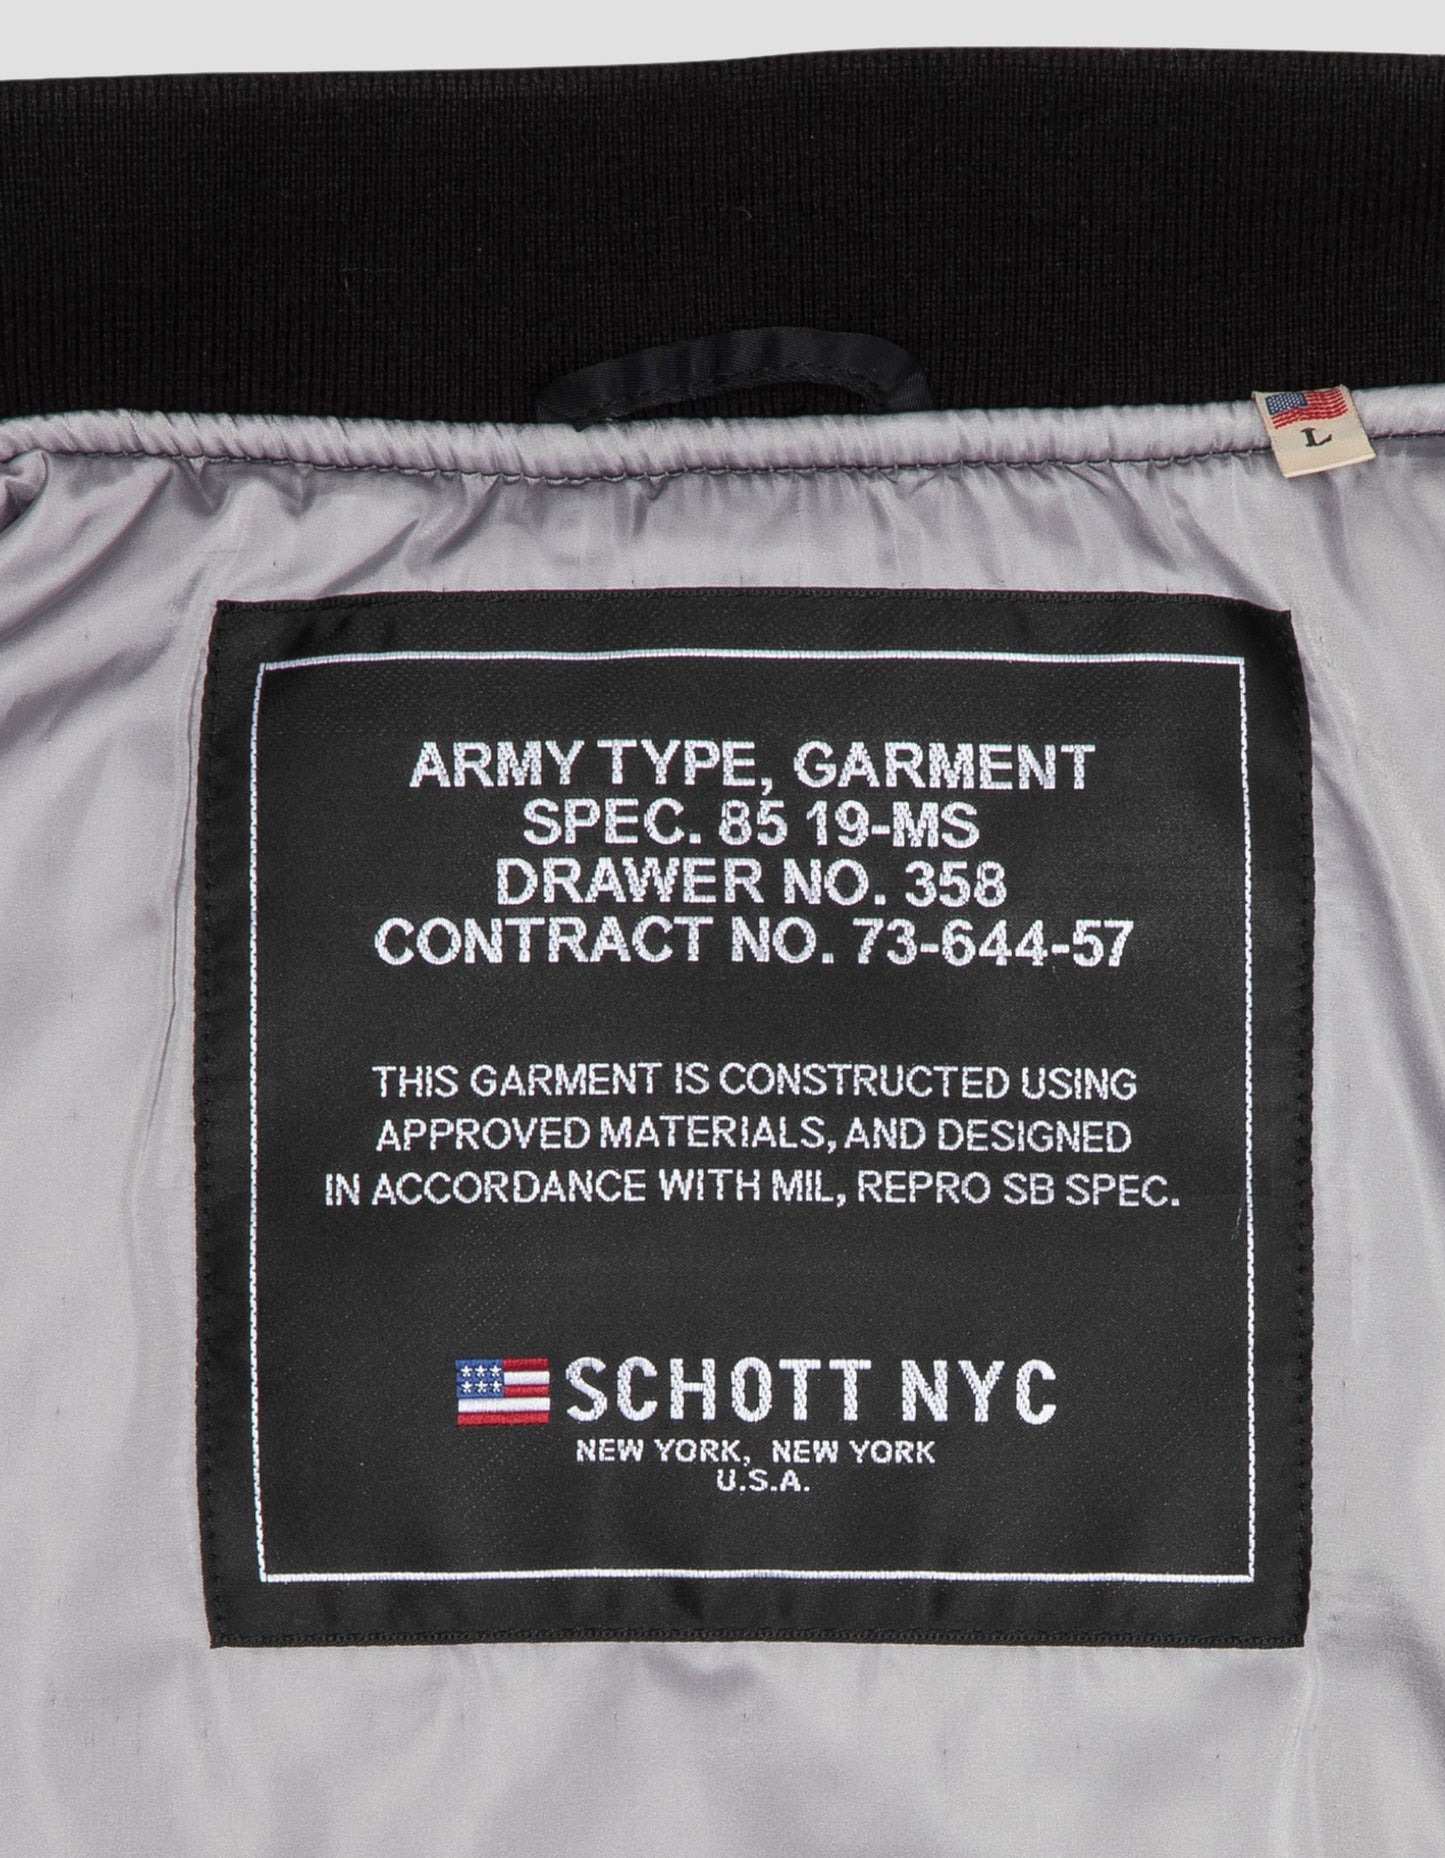 L
ARMY TYPE, GARMENT
SPEC. 85 19-MS
DRAWER NO. 358
CONTRACT NO. 73-644-57
THIS GARMENT IS CONSTRUCTED USING
APPROVED MATERIALS, AND DESIGNED
IN ACCORDANCE WITH MIL, REPRO SB SPEC.
SCHOTT NYC
NEW YORK, NEW YORK
U.S.A.